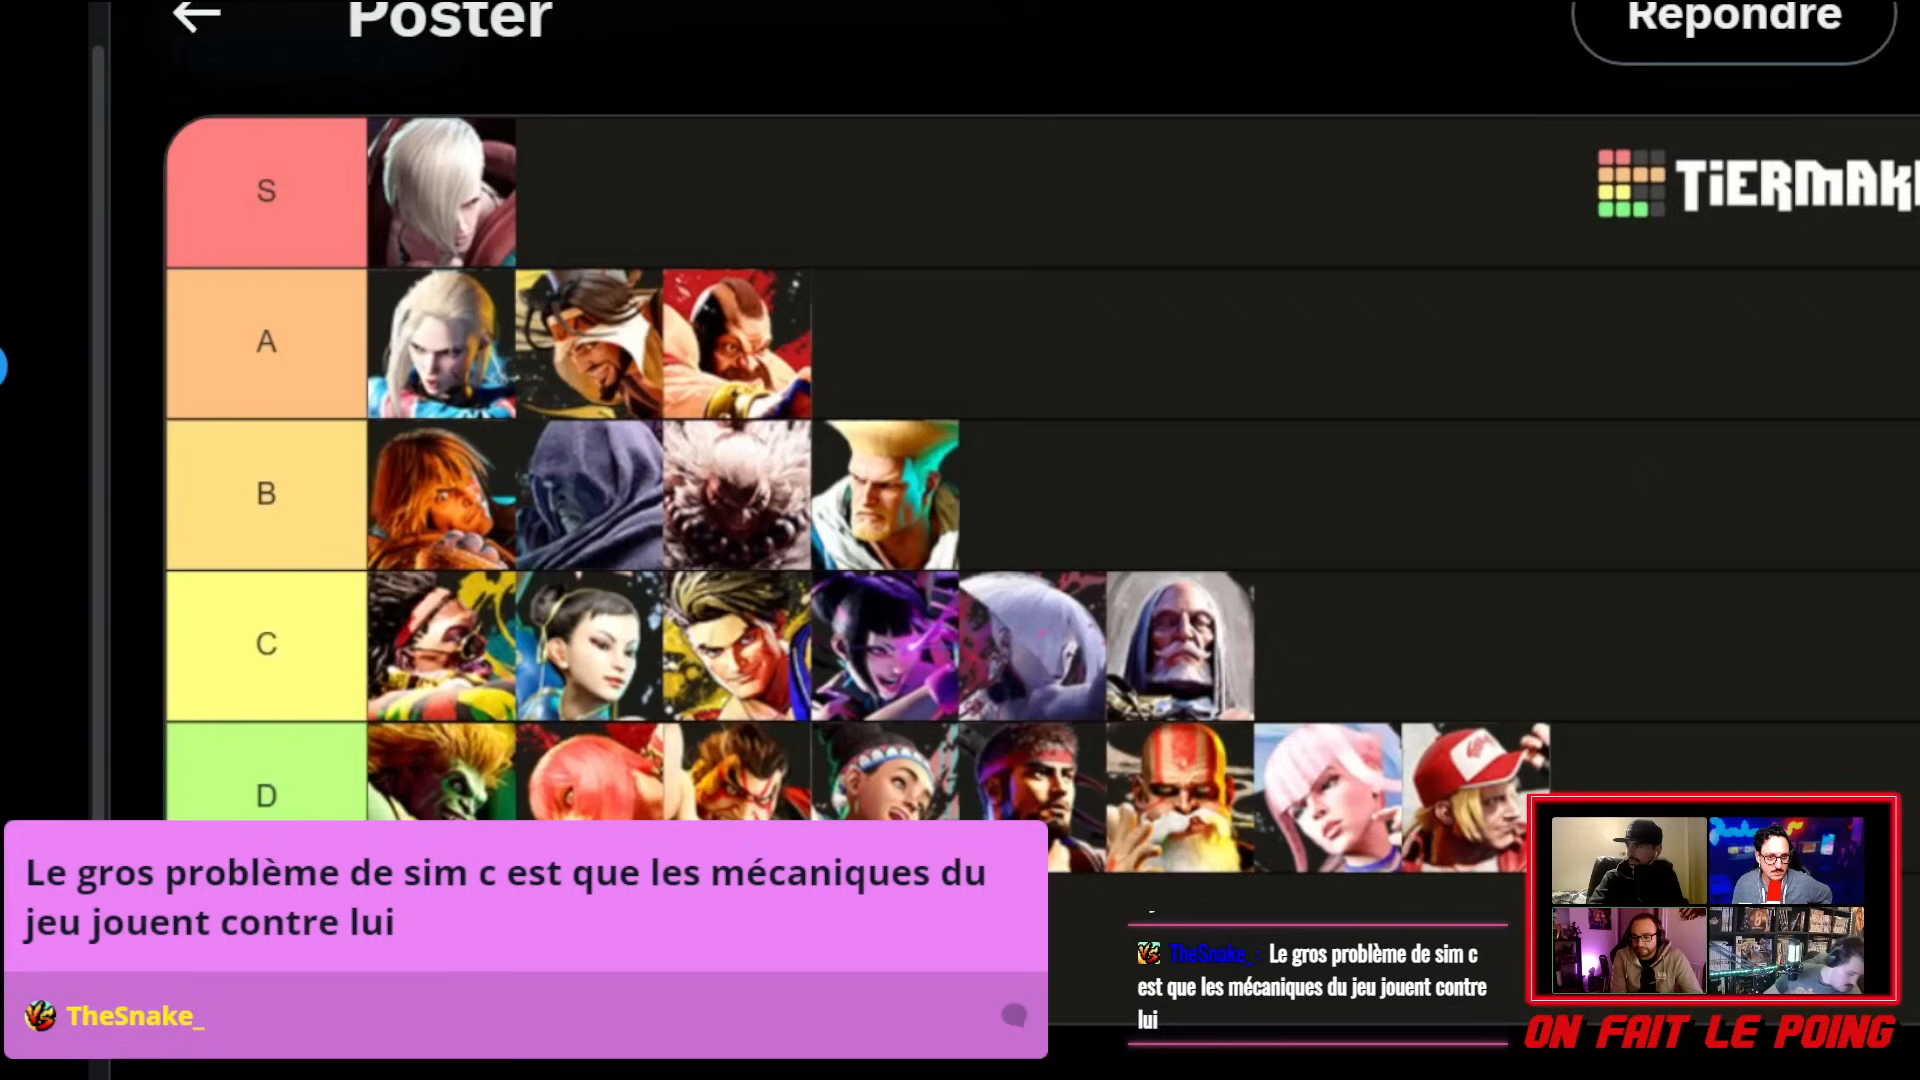 Poster
Répondre
S
TiERMAK
A
B
C
D
Le gros problème de sim c est que les mécaniques du
jeu jouent contre lui
TheSnake_
TheSnake_ : Le gros problème de sim c
est que les mécaniques du jeu jouent contre
lui
ON FAIT LE POING